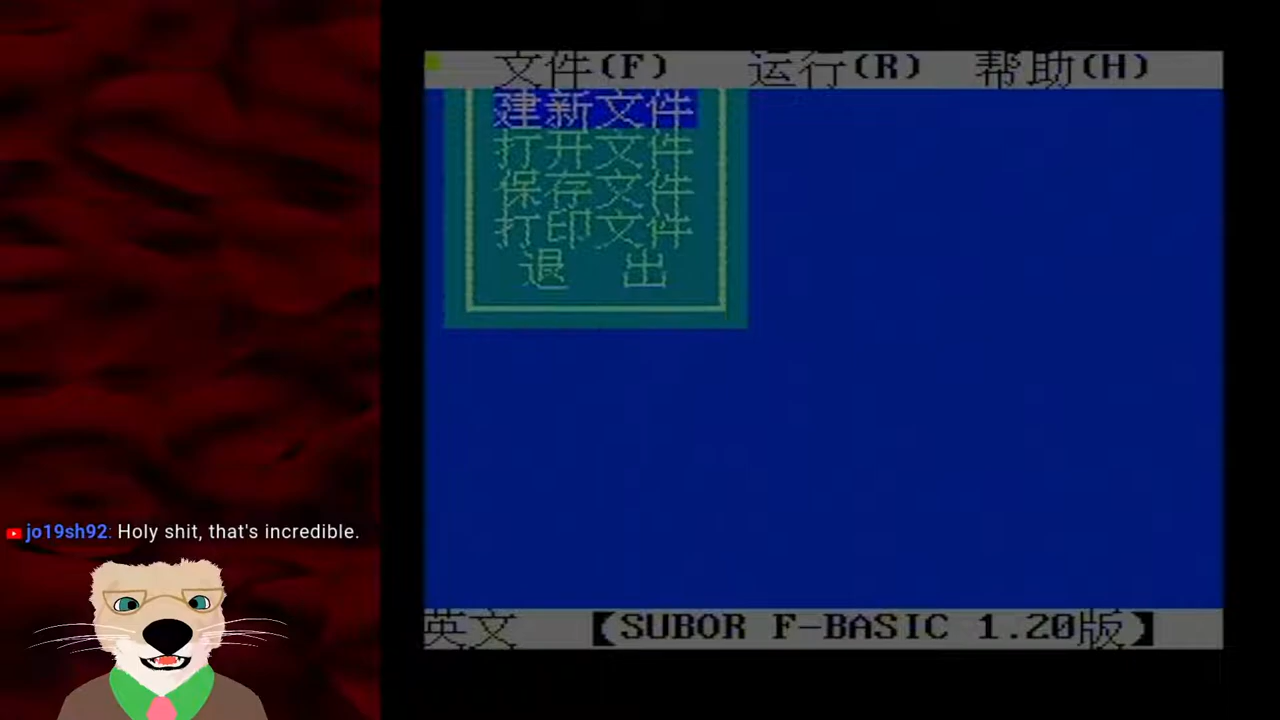 文件(F) 运行(R) 帮助(H)
建新文件
打开文件
保存文件
打印文件
退 出
jo19sh92: Holy shit, that's incredible.
英文 【SUBOR F-BASIC 1.20版】